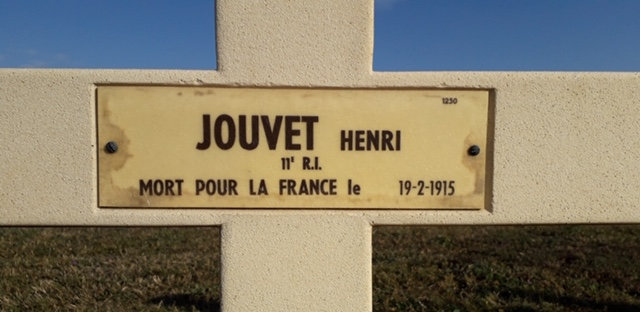 1250
JOUVET HENRI
11ᵉ R.I.
MORT POUR LA FRANCE le 19-2-1915